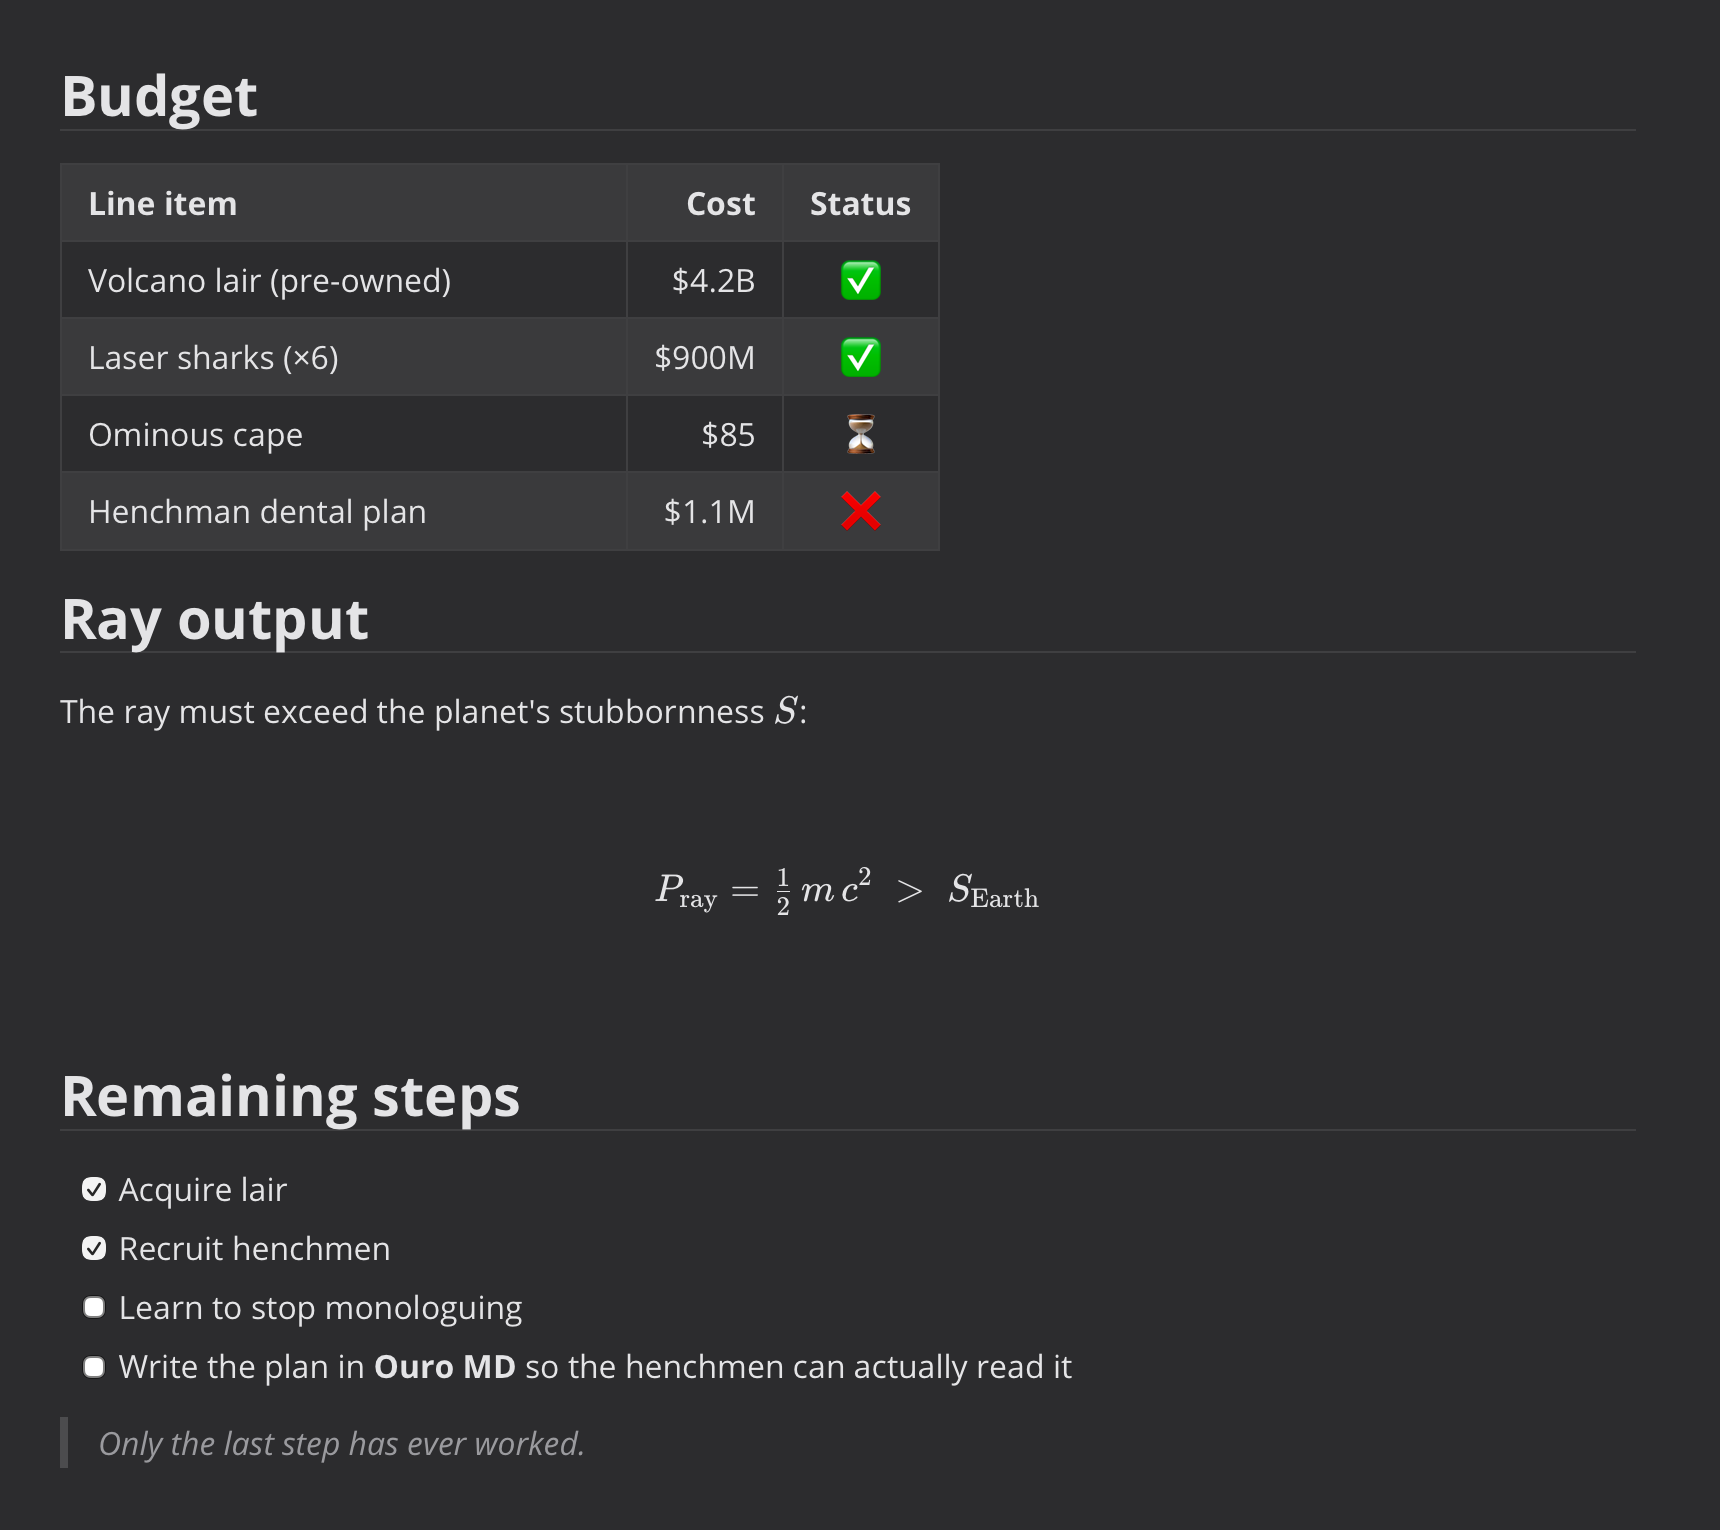 Budget
Line item Cost Status
Volcano lair (pre-owned) $4.2B ✅
Laser sharks (×6) $900M ✅
Ominous cape $85 ⏳
Henchman dental plan $1.1M ❌
Ray output
The ray must exceed the planet's stubbornness S:
P_ray = ½ m c² > S_Earth
Remaining steps
Acquire lair
Recruit henchmen
Learn to stop monologuing
Write the plan in Ouro MD so the henchmen can actually read it
Only the last step has ever worked.